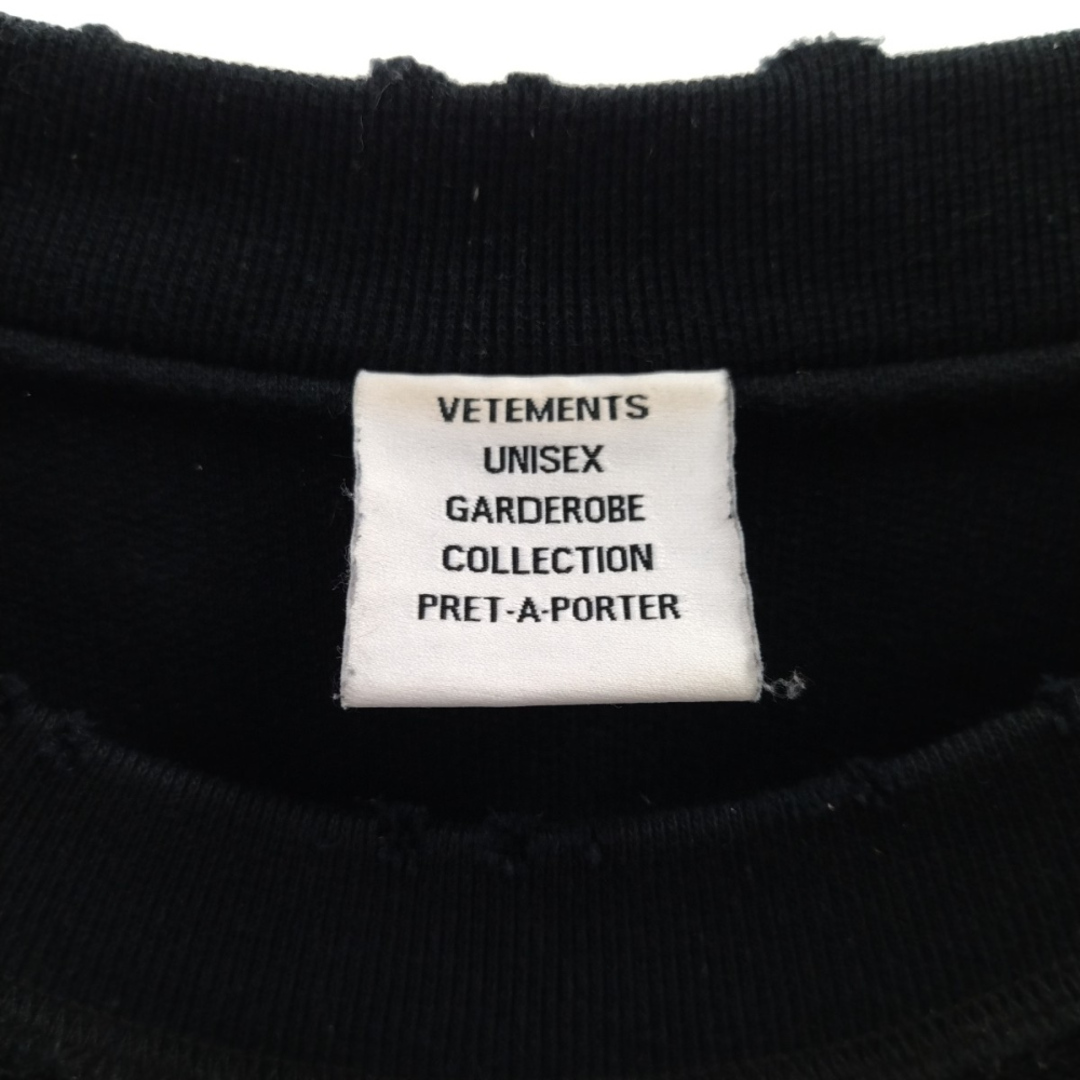 VETEMENTS
UNISEX
GARDEROBE
COLLECTION
PRET-A-PORTER